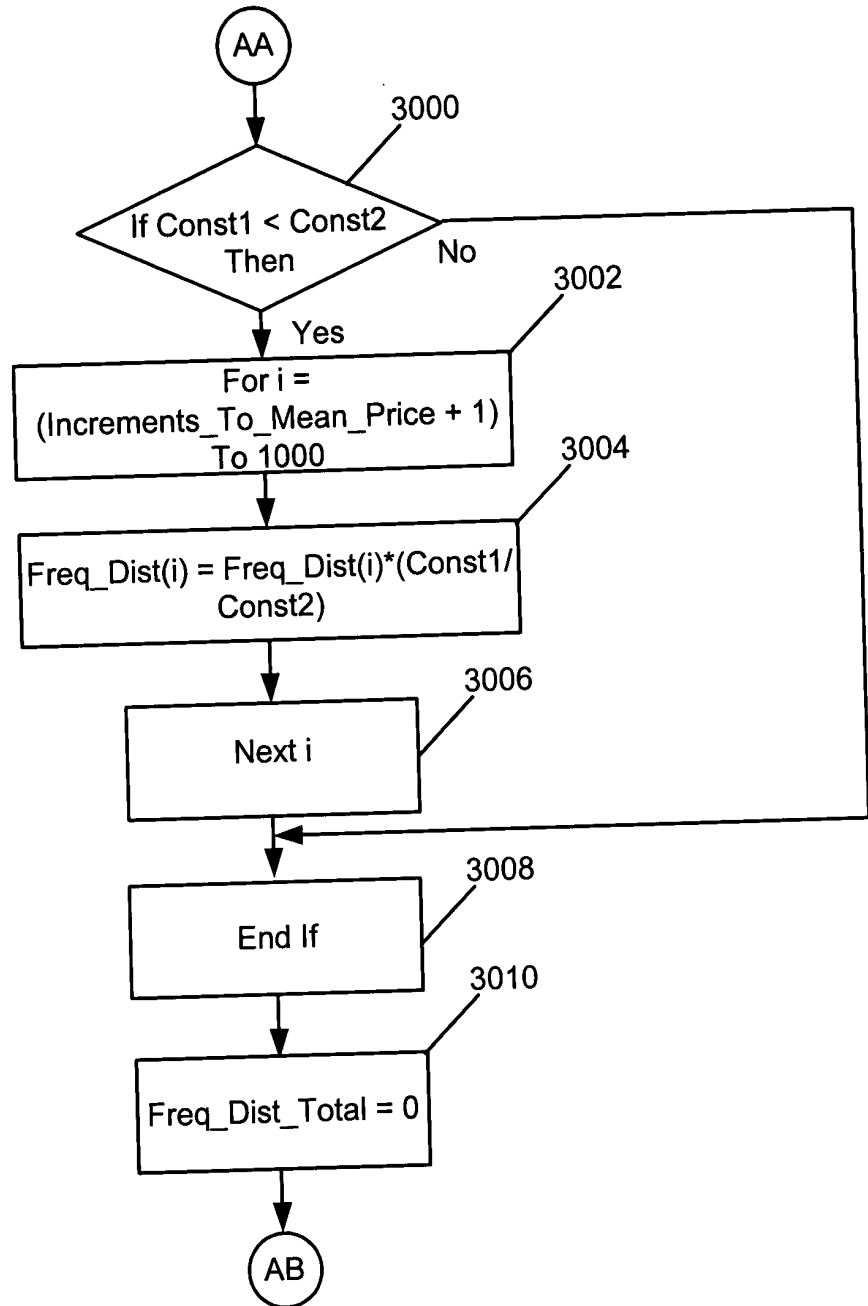 AA
3000
If Const1 < Const2
Then
No
Yes
3002
For i =
(Increments_To_Mean_Price + 1)
To 1000
3004
Freq_Dist(i) = Freq_Dist(i)*(Const1/
Const2)
3006
Next i
3008
End If
3010
Freq_Dist_Total = 0
AB